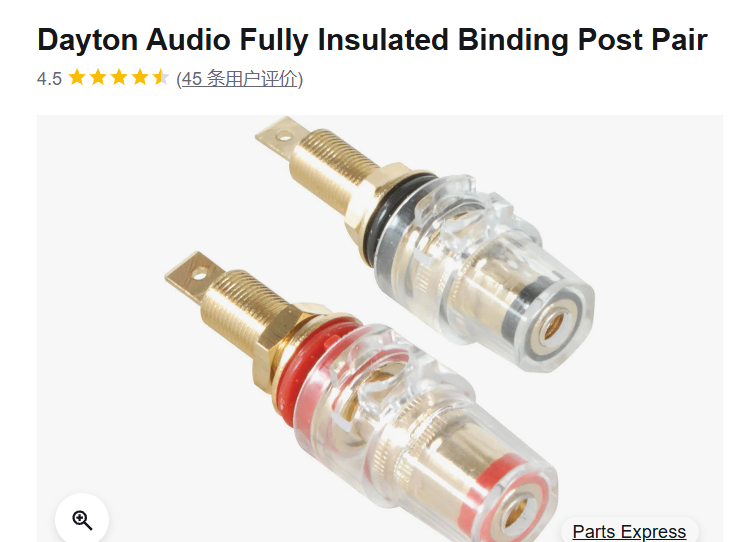 Dayton Audio Fully Insulated Binding Post Pair
4.5 (45 条用户评价)
Parts Express